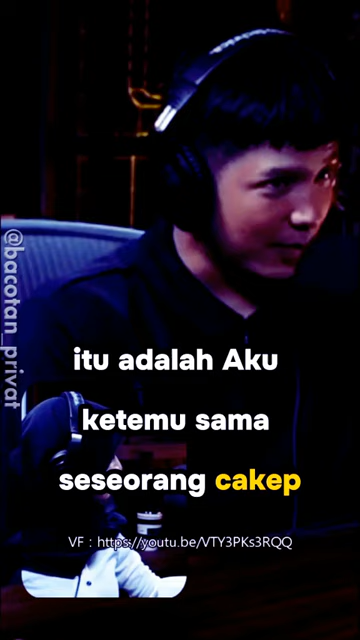 @bacotan_privat
itu adalah Aku
ketemu sama
seseorang cakep
VF : https://youtu.be/VTY3PKs3RQQ